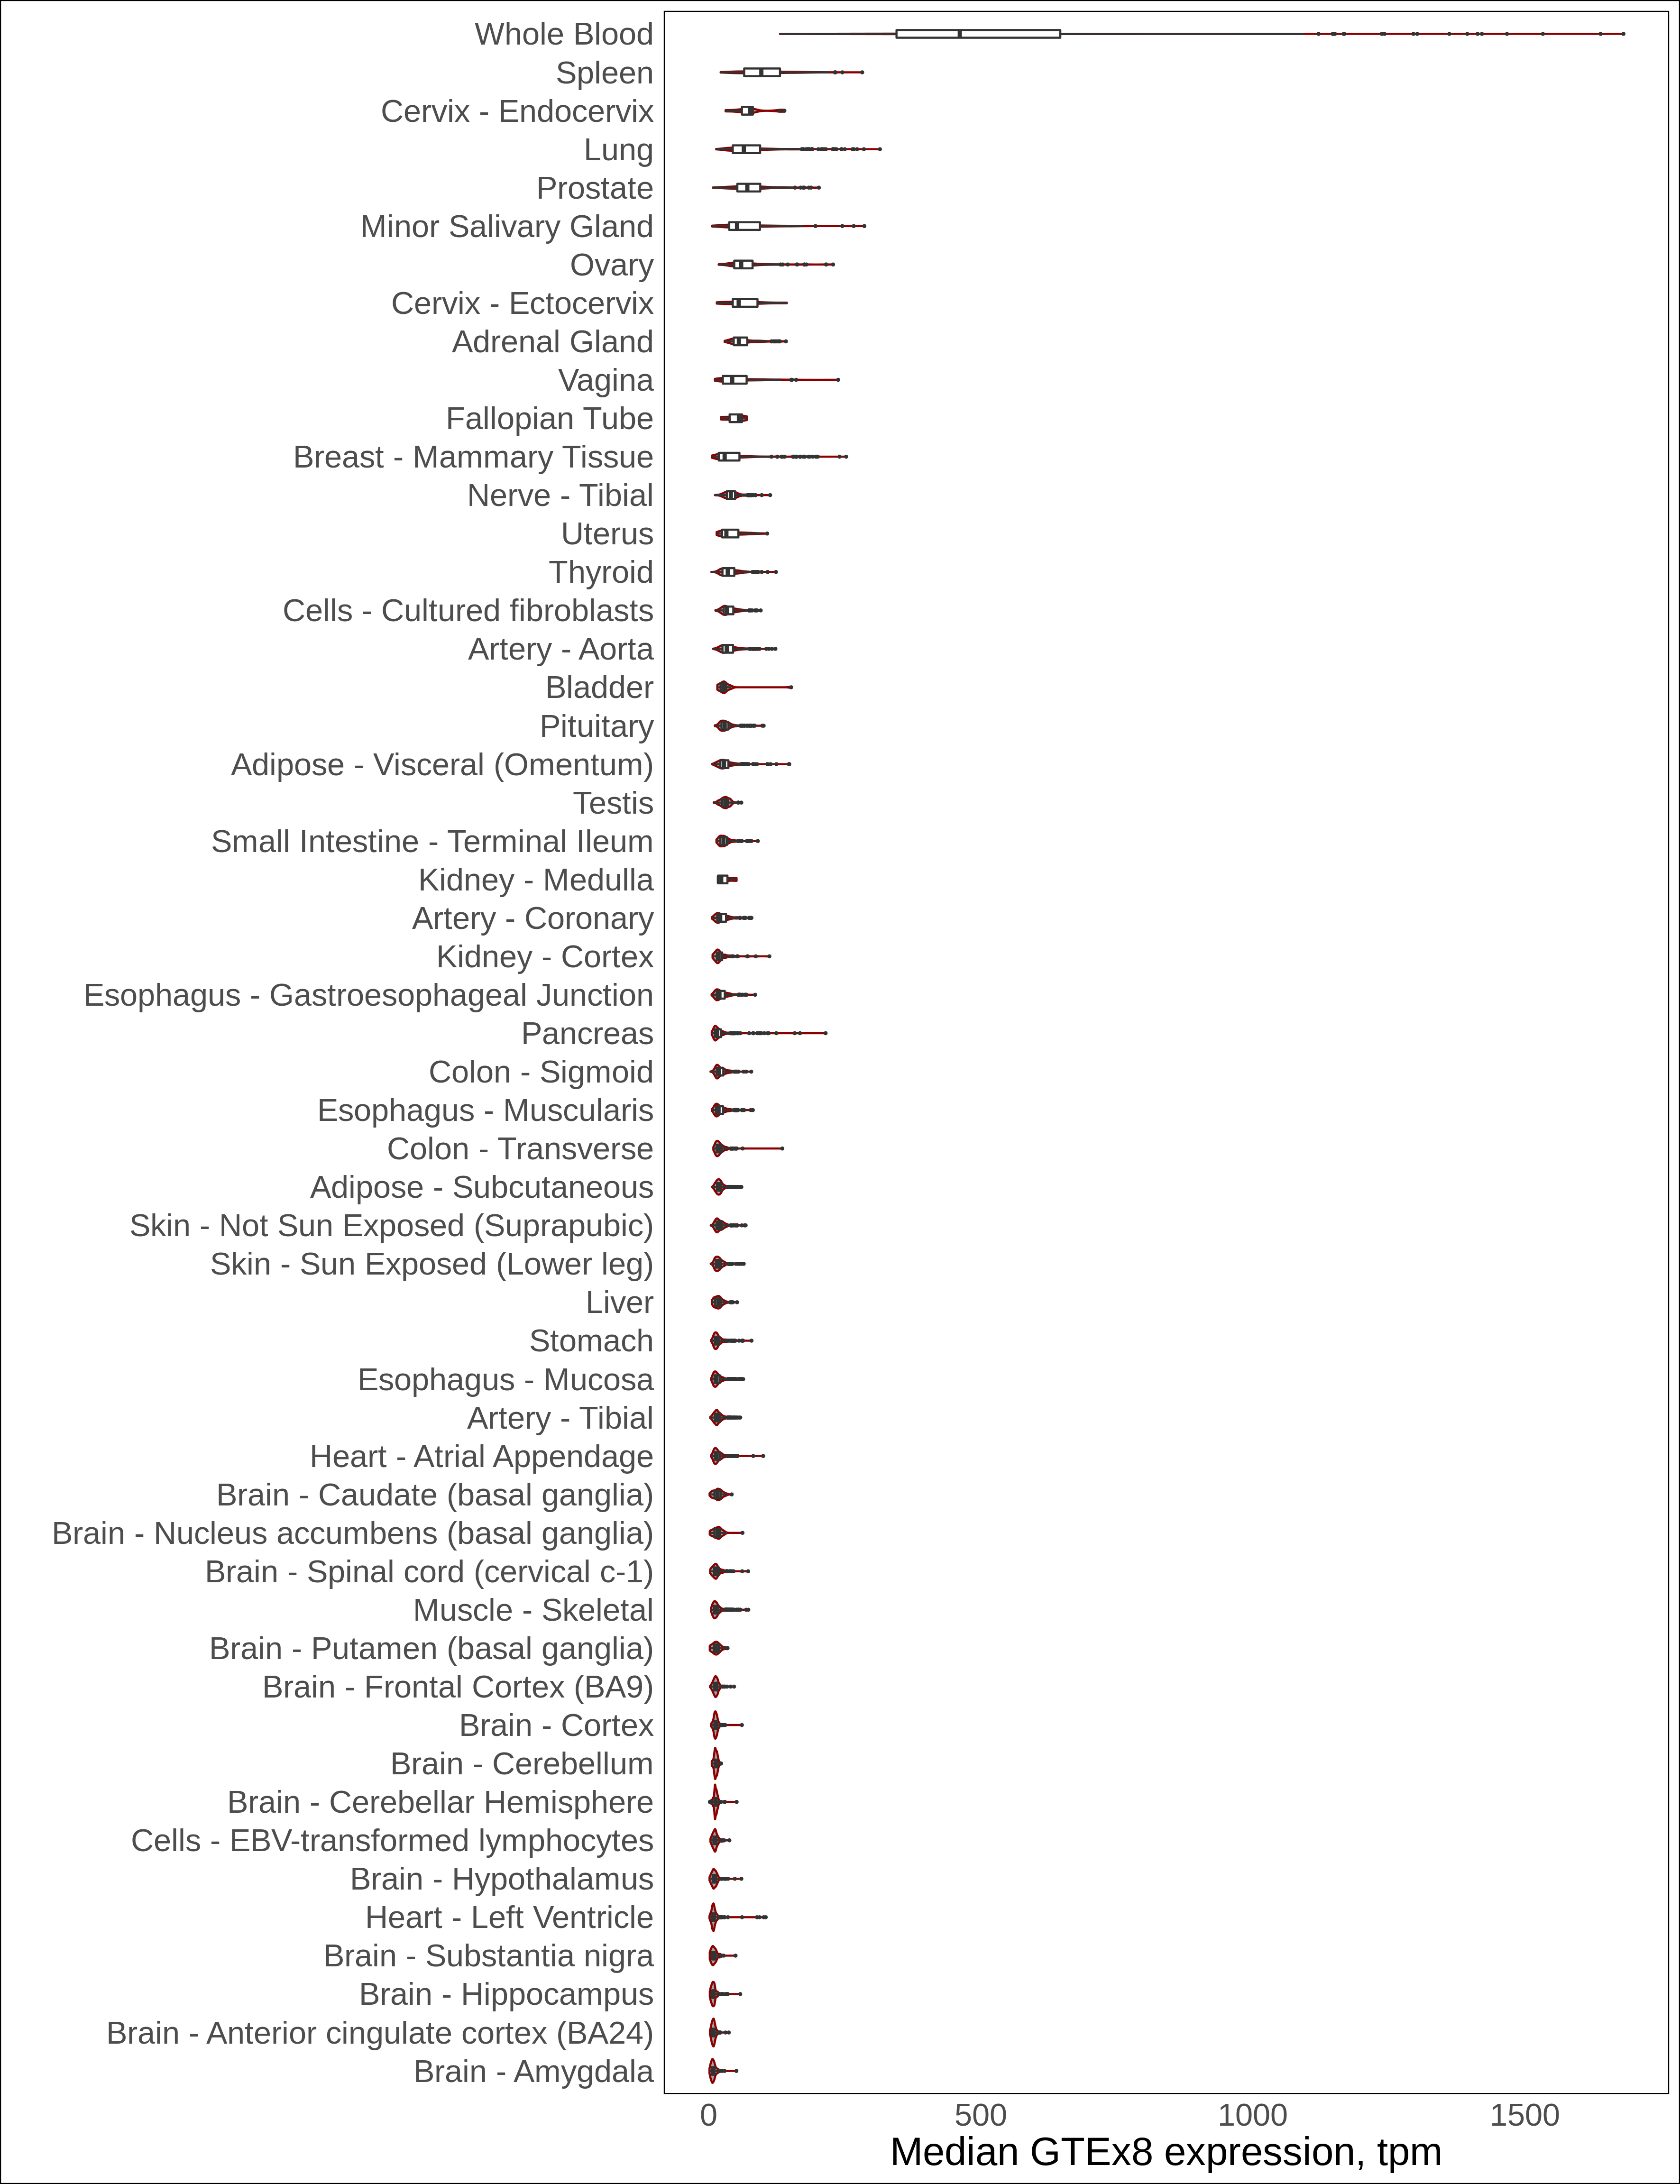 Whole Blood
Spleen
Cervix - Endocervix
Lung
Prostate
Minor Salivary Gland
Ovary
Cervix - Ectocervix
Adrenal Gland
Vagina
Fallopian Tube
Breast - Mammary Tissue
Nerve - Tibial
Uterus
Thyroid
Cells - Cultured fibroblasts
Artery - Aorta
Bladder
Pituitary
Adipose - Visceral (Omentum)
Testis
Small Intestine - Terminal Ileum
Kidney - Medulla
Artery - Coronary
Kidney - Cortex
Esophagus - Gastroesophageal Junction
Pancreas
Colon - Sigmoid
Esophagus - Muscularis
Colon - Transverse
Adipose - Subcutaneous
Skin - Not Sun Exposed (Suprapubic)
Skin - Sun Exposed (Lower leg)
Liver
Stomach
Esophagus - Mucosa
Artery - Tibial
Heart - Atrial Appendage
Brain - Caudate (basal ganglia)
Brain - Nucleus accumbens (basal ganglia)
Brain - Spinal cord (cervical c-1)
Muscle - Skeletal
Brain - Putamen (basal ganglia)
Brain - Frontal Cortex (BA9)
Brain - Cortex
Brain - Cerebellum
Brain - Cerebellar Hemisphere
Cells - EBV-transformed lymphocytes
Brain - Hypothalamus
Heart - Left Ventricle
Brain - Substantia nigra
Brain - Hippocampus
Brain - Anterior cingulate cortex (BA24)
Brain - Amygdala
0 500 1000 1500
Median GTEx8 expression, tpm